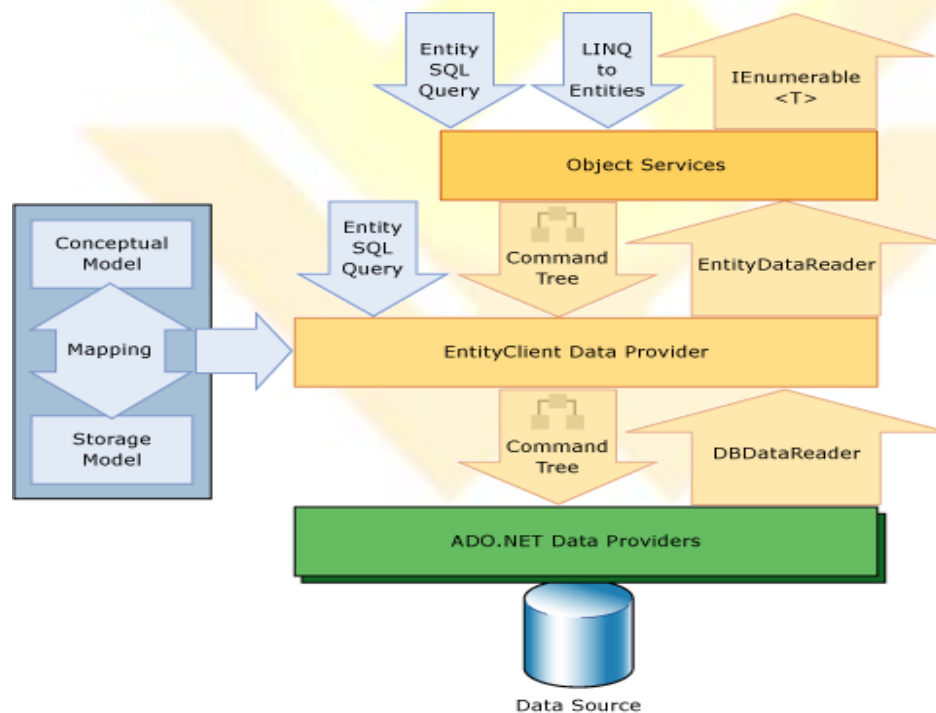 Entity
SQL
Query
LINQ
to
Entities
IEnumerable
<T>
Object Services
Conceptual
Model
Mapping
Storage
Model
Entity
SQL
Query
Command
Tree
EntityDataReader
EntityClient Data Provider
Command
Tree
DBDataReader
ADO.NET Data Providers
Data Source